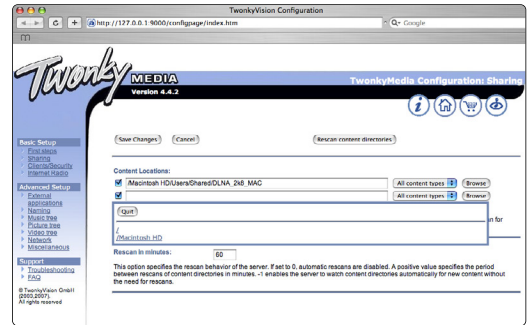 TwonkyVision Configuration
http://127.0.0.1:9000/configpage/index.htm
Google
Twonky
MEDIA
Version 4.4.2
TwonkyMedia Configuration: Sharing
Save Changes
Cancel
Rescan content directories
Basic Setup
First steps
Sharing
Clients/Security
Internet Radio
Advanced Setup
External
applications
Naming
Music tree
Picture tree
Video tree
Network
Miscellaneous
Support
Troubleshooting
FAQ
© TwonkyVision GmbH
(2003,2007),
All rights reserved
Content Locations:
/Macintosh HD/Users/Shared/DLNA_2k8_MAC
All content types
Browse
All content types
Browse
Quit
/
/Macintosh HD
n for
Rescan in minutes:
60
This option specifies the rescan behavior of the server. If set to 0, automatic rescans are disabled. A positive value specifies the period
between rescans of content directories in minutes. -1 enables the server to watch content directories automatically for new content without
the need for rescans.